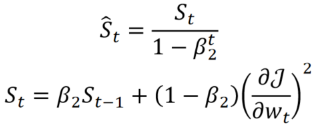 Ŝ_t = S_t / (1 − β_2^t)
S_t = β_2 S_{t−1} + (1 − β_2)(∂𝒥 / ∂w_t)^2